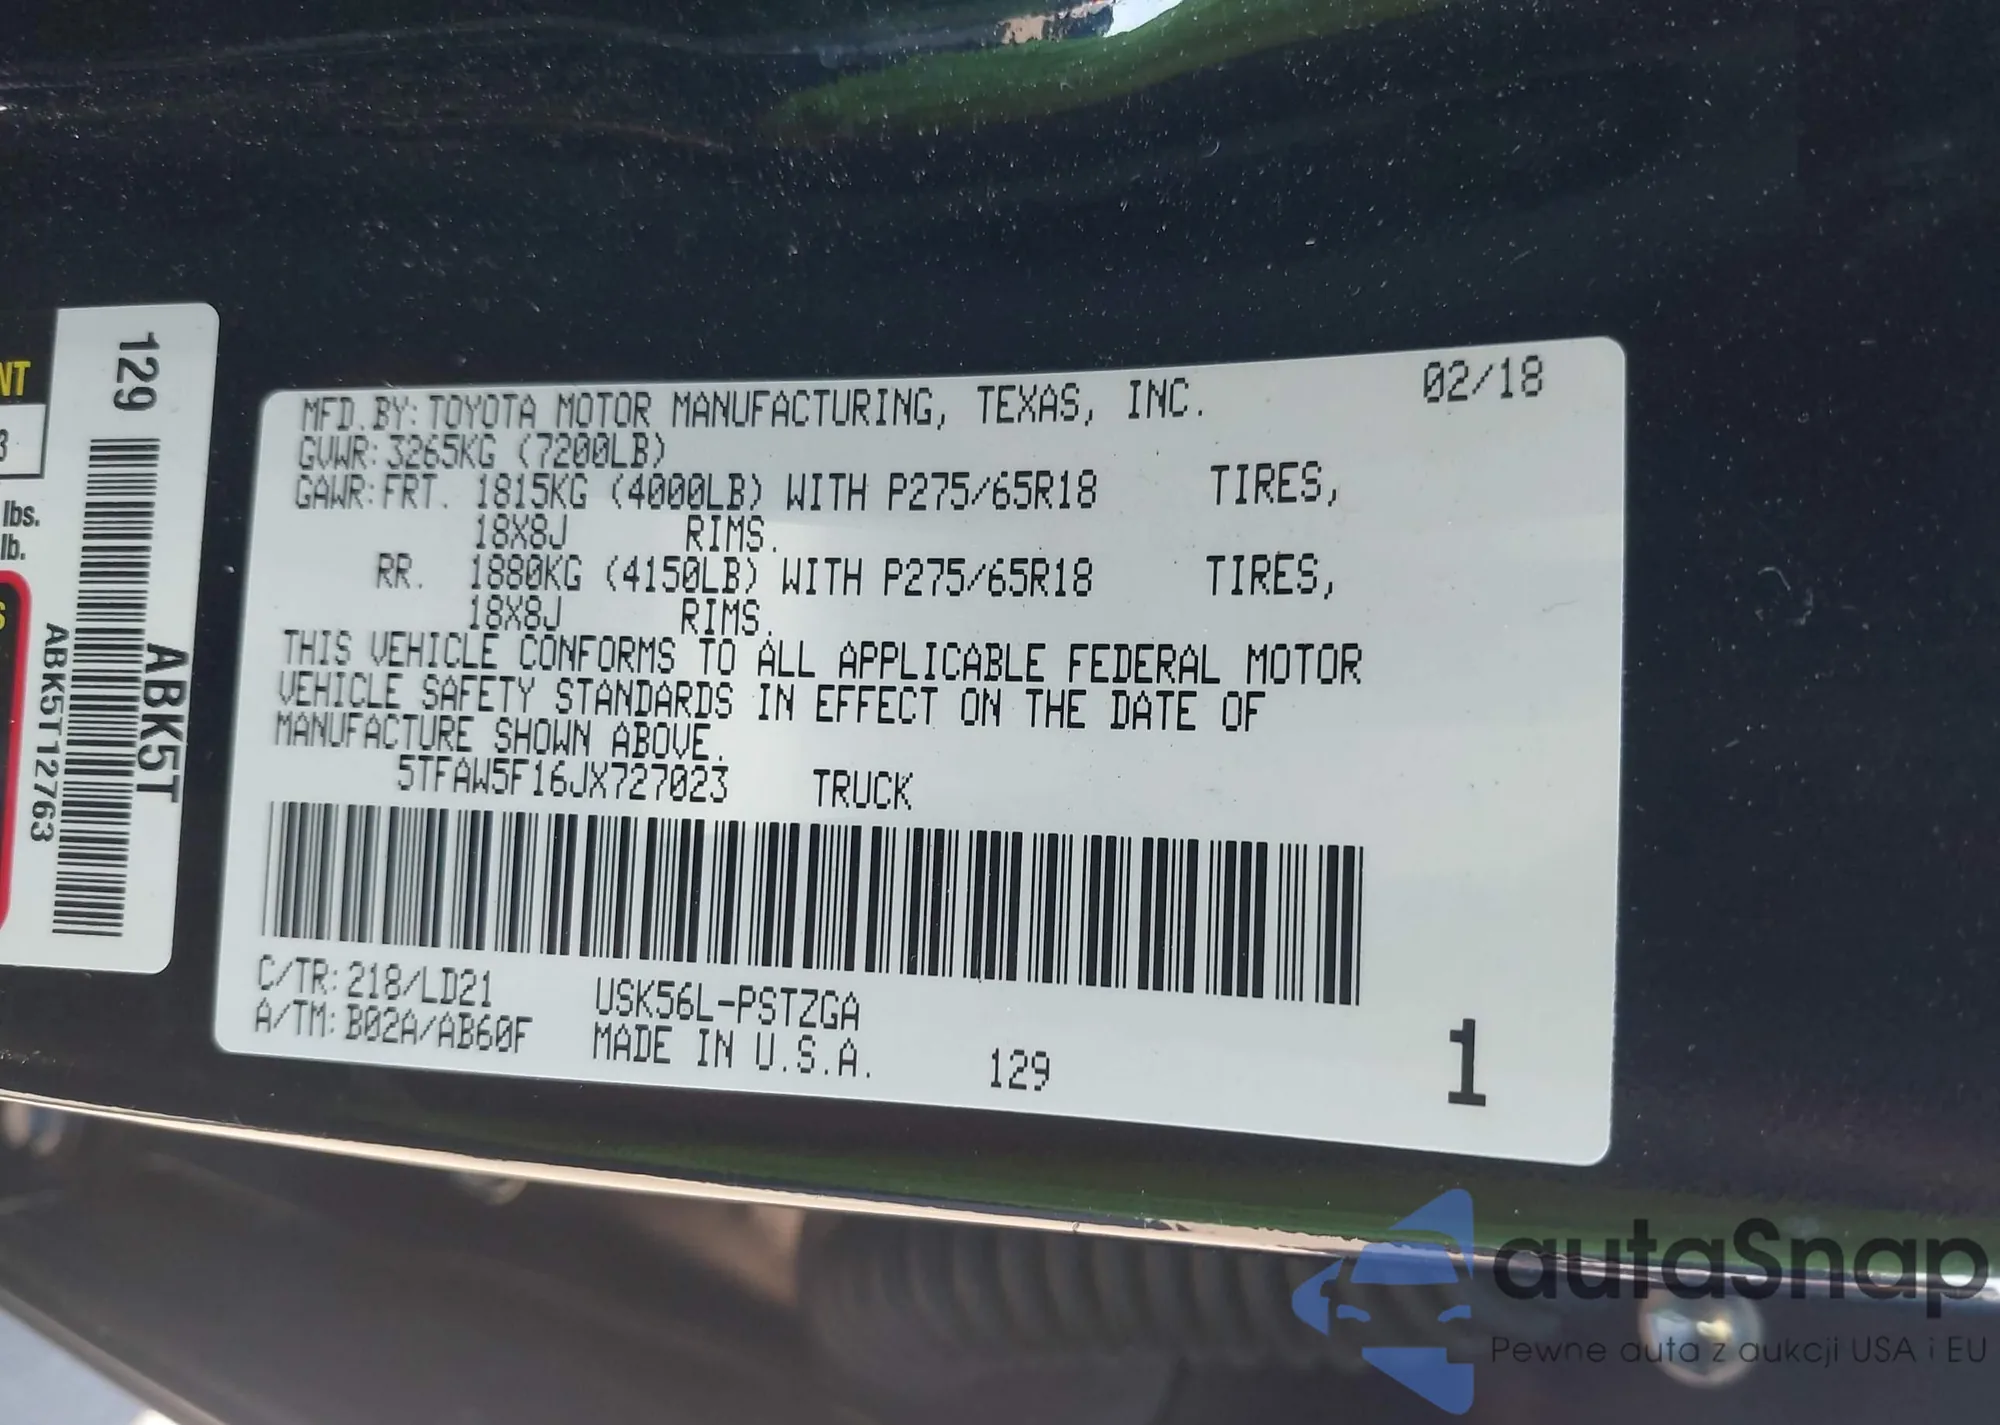 NT
3
lbs.
lb.
S
129
ABK5T
ABK5T12763
MFD.BY: TOYOTA MOTOR MANUFACTURING, TEXAS, INC. 02/18
GVWR: 3265KG (7200LB)
GAWR: FRT. 1815KG (4000LB) WITH P275/65R18 TIRES,
18X8J RIMS.
RR. 1880KG (4150LB) WITH P275/65R18 TIRES,
18X8J RIMS.
THIS VEHICLE CONFORMS TO ALL APPLICABLE FEDERAL MOTOR
VEHICLE SAFETY STANDARDS IN EFFECT ON THE DATE OF
MANUFACTURE SHOWN ABOVE.
5TFAW5F16JX727023 TRUCK
C/TR: 218/LD21 USK56L-PSTZGA
A/TM: B02A/AB60F MADE IN U.S.A. 129
1
autaSnap
Pewne auta z aukcji USA i EU